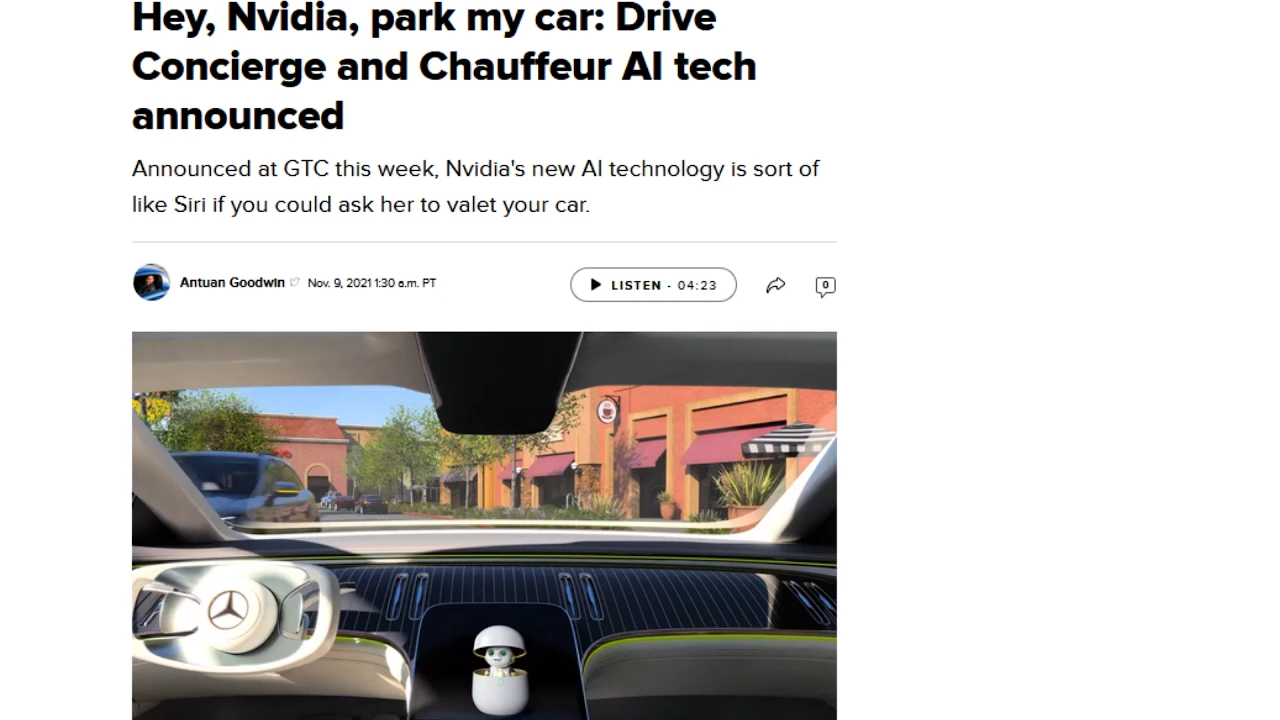 Hey, Nvidia, park my car: Drive
Concierge and Chauffeur AI tech
announced
Announced at GTC this week, Nvidia's new AI technology is sort of
like Siri if you could ask her to valet your car.
Antuan Goodwin Nov. 9, 2021 1:30 a.m. PT
LISTEN - 04:23
0